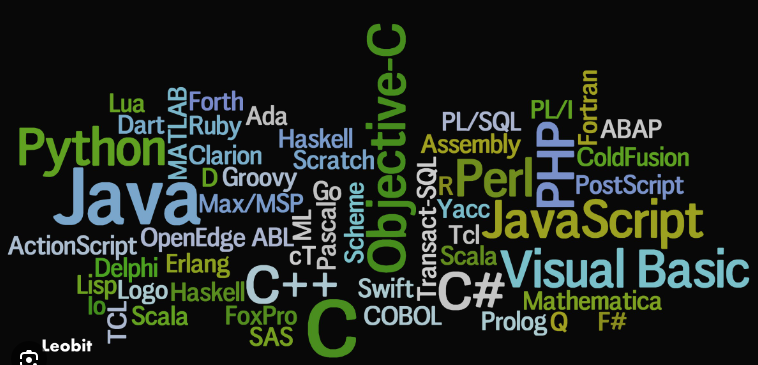 Lua
MATLAB
Forth
Dart
Ruby
Ada
Python
Clarion
Haskell
Scratch
D
Groovy
Java
Max/MSP
Go
ML
Pascal
Scheme
Objective-C
ActionScript
OpenEdge ABL
cT
Delphi
Erlang
C++
Lisp
Logo
Haskell
Io
TCL
Scala
FoxPro
SAS
C
Swift
COBOL
Transact-SQL
PL/SQL
Assembly
R
Perl
PHP
PL/I
Fortran
ABAP
ColdFusion
PostScript
Yacc
JavaScript
Tcl
Scala
C#
Visual Basic
Mathematica
Prolog
Q
F#
Leobit